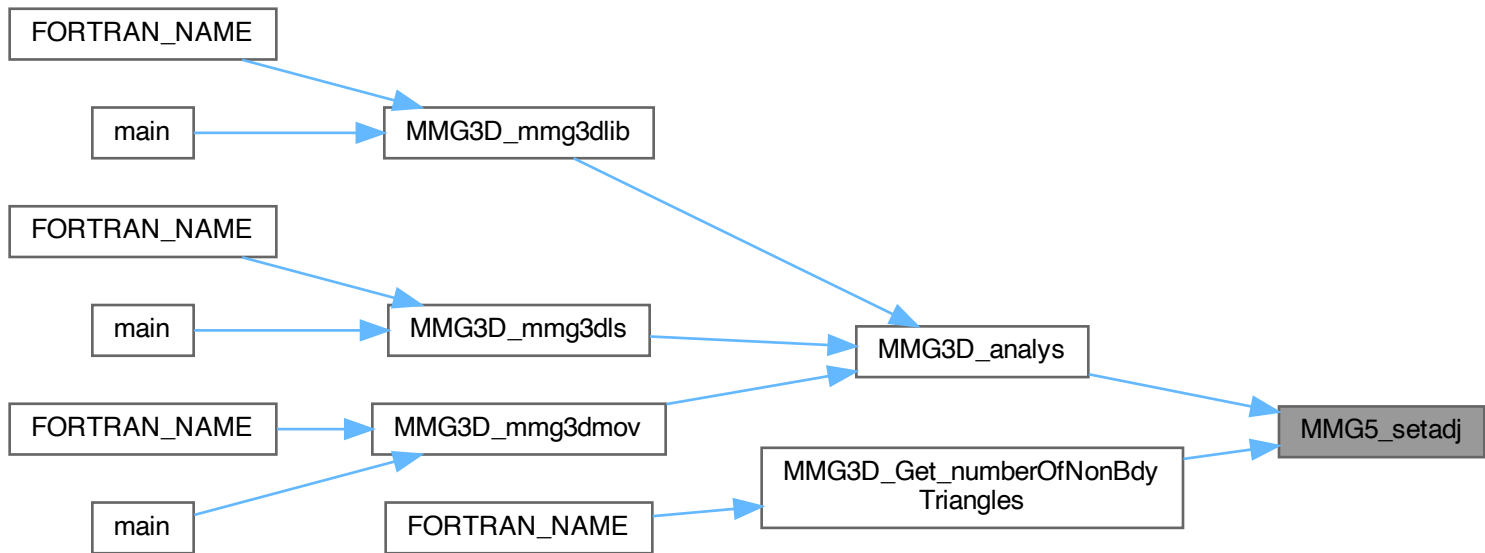 FORTRAN_NAME
main
MMG3D_mmg3dlib
FORTRAN_NAME
main
MMG3D_mmg3dls
MMG3D_analys
FORTRAN_NAME
MMG3D_mmg3dmov
MMG5_setadj
main
FORTRAN_NAME
MMG3D_Get_numberOfNonBdy
Triangles